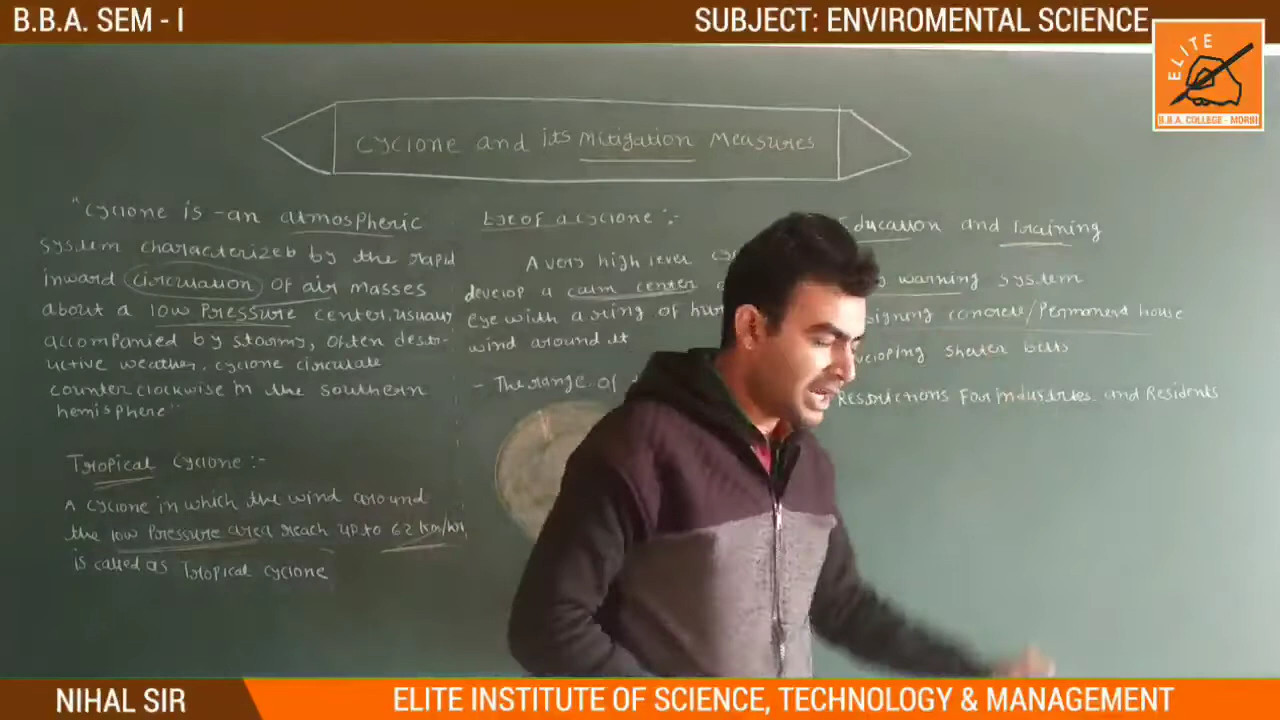 B.B.A. SEM - I
SUBJECT: ENVIROMENTAL SCIENCE
ELITE
B.B.A. COLLEGE - MORSI
Cyclone and its Mitigation Measures
"Cyclone is an atmospheric
system characterized by the rapid
inward circulation of air masses
about a low Pressure center, usually
accompanied by stormy, often destr-
uctive weather. cyclone circulate
counter clockwise in the southern
hemisphere"
Tropical Cyclone :-
A cyclone in which the wind around
the low Pressure area reach up to 62 km/hr,
is called as Tropical cyclone
Eye of a cyclone :-
A very high level
develop a calm center
eye with a ring of
wind around it
- The range of
Education and Training
warning system
concrete/Permanent house
shelter belts
Restrictions For industries and Residents
NIHAL SIR
ELITE INSTITUTE OF SCIENCE, TECHNOLOGY & MANAGEMENT